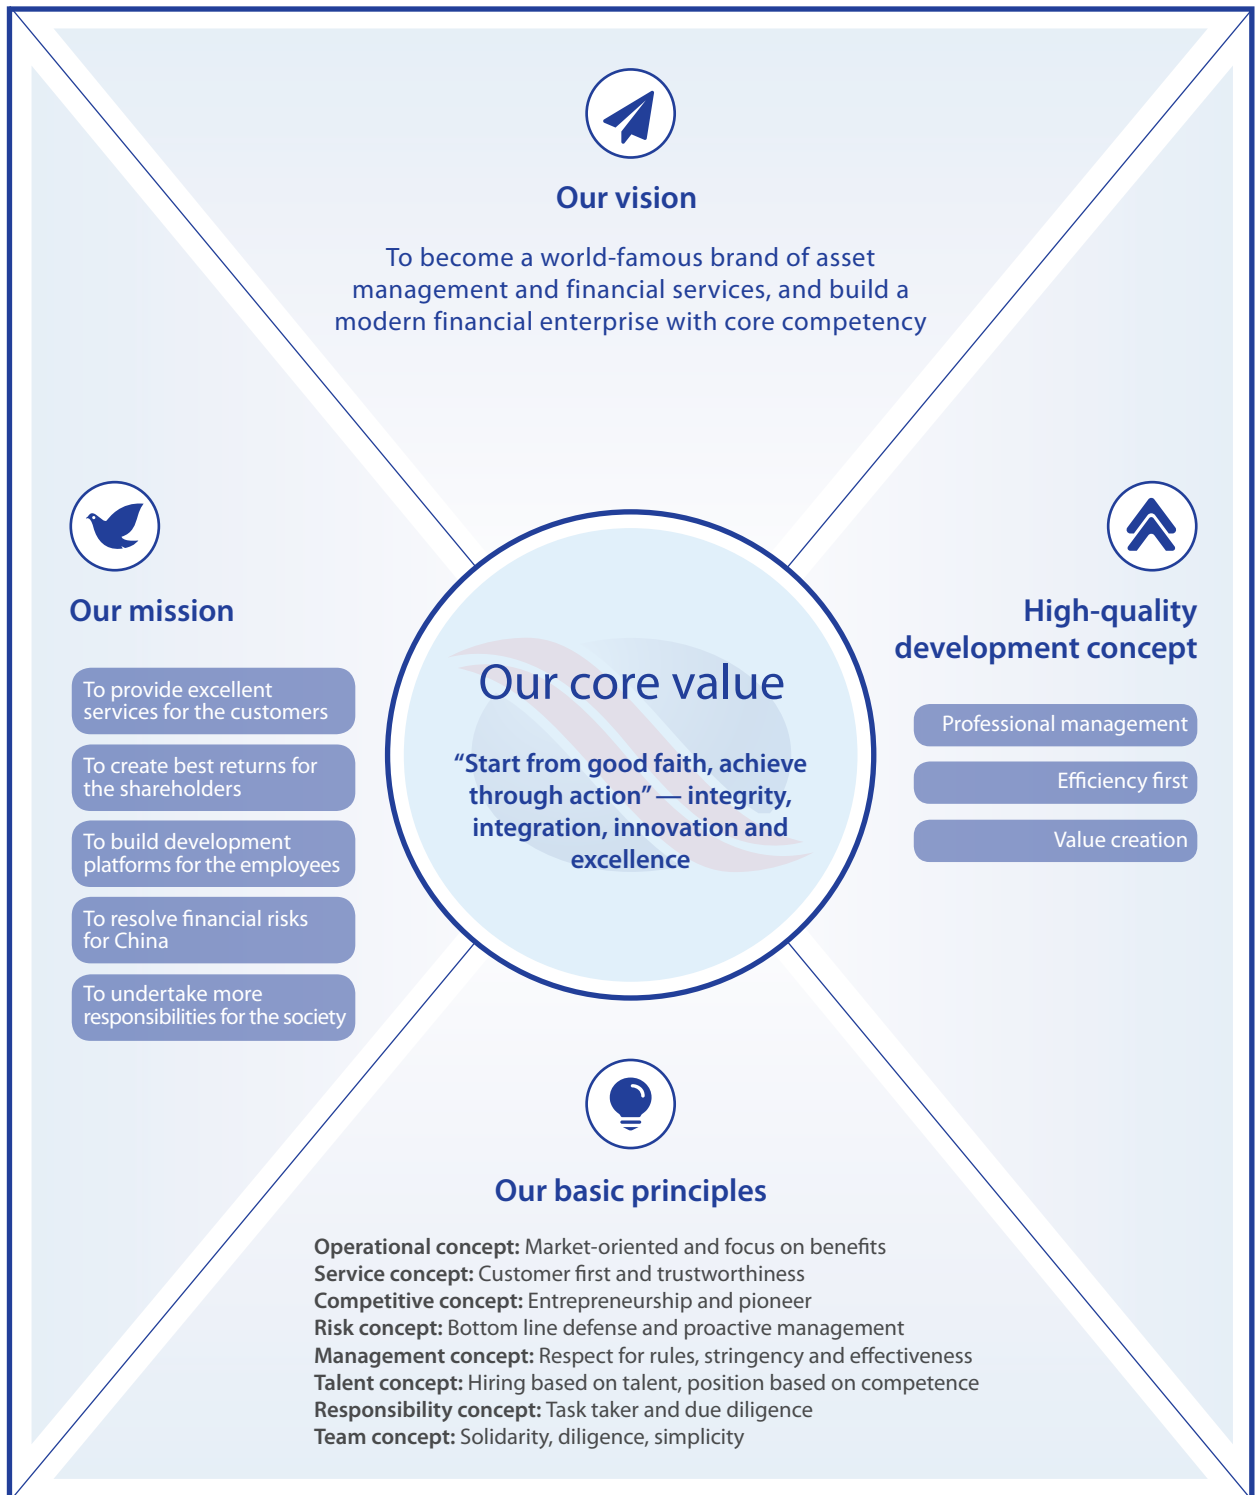 Our vision
To become a world-famous brand of asset
management and financial services, and build a
modern financial enterprise with core competency
Our mission
To provide excellent
services for the customers
To create best returns for
the shareholders
To build development
platforms for the employees
To resolve financial risks
for China
To undertake more
responsibilities for the society
Our core value
“Start from good faith, achieve
through action” — integrity,
integration, innovation and
excellence
High-quality
development concept
Professional management
Efficiency first
Value creation
Our basic principles
Operational concept: Market-oriented and focus on benefits
Service concept: Customer first and trustworthiness
Competitive concept: Entrepreneurship and pioneer
Risk concept: Bottom line defense and proactive management
Management concept: Respect for rules, stringency and effectiveness
Talent concept: Hiring based on talent, position based on competence
Responsibility concept: Task taker and due diligence
Team concept: Solidarity, diligence, simplicity